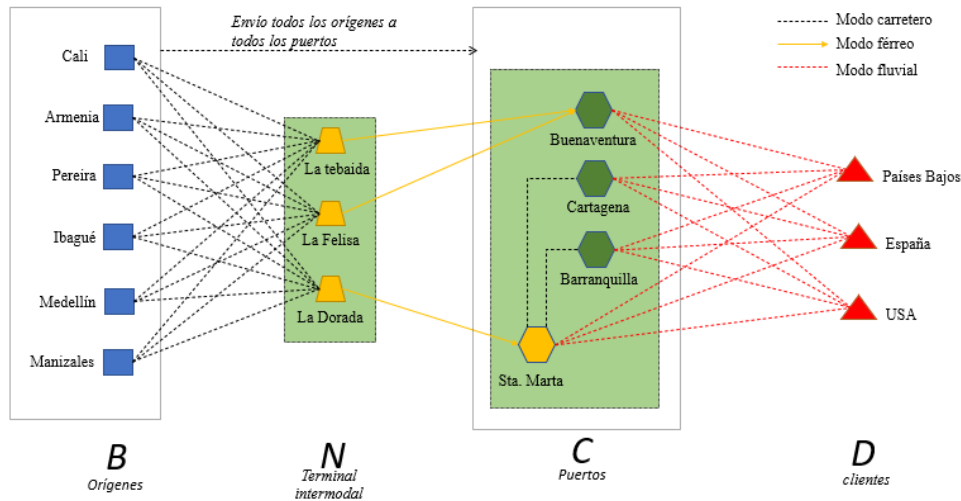 Envío todos los orígenes a
todos los puertos
Modo carretero
Modo férreo
Modo fluvial
Cali
Armenia
Pereira
Ibagué
Medellín
Manizales
La tebaida
La Felisa
La Dorada
Buenaventura
Cartagena
Barranquilla
Sta. Marta
Países Bajos
España
USA
B
Orígenes
N
Terminal
intermodal
C
Puertos
D
clientes